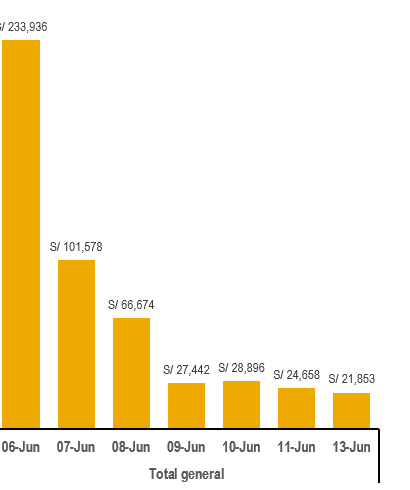 S/ 233,936
S/ 101,578
S/ 66,674
S/ 27,442
S/ 28,896
S/ 24,658
S/ 21,853
06-Jun 07-Jun 08-Jun 09-Jun 10-Jun 11-Jun 13-Jun
Total general